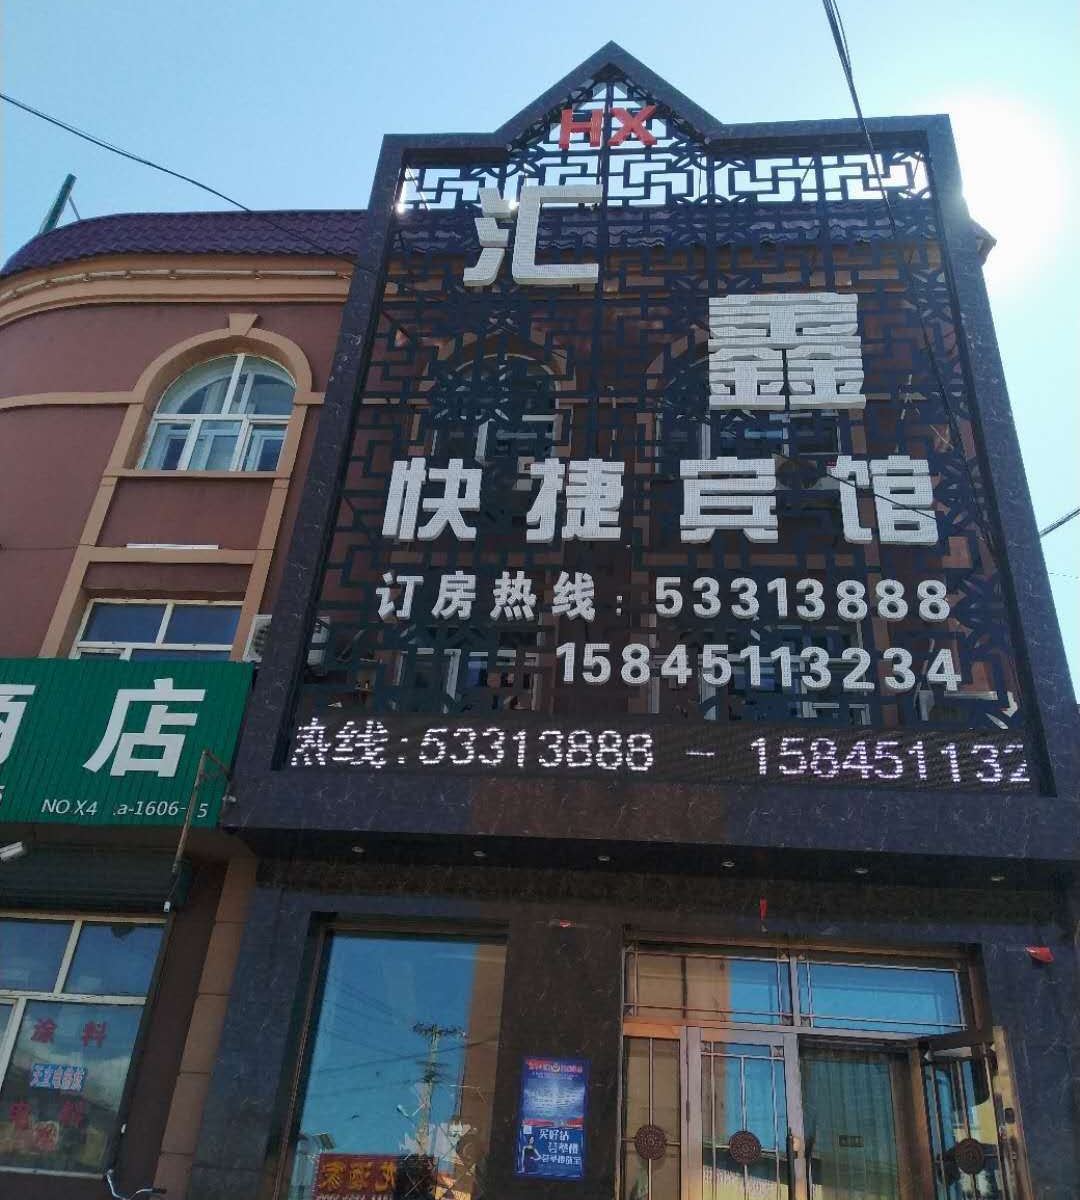 HX
汇
鑫
快捷宾馆
订房热线：53313888
15845113234
热线:53313888 - 158451132
店
NO X4
a-1606-
5
涂料